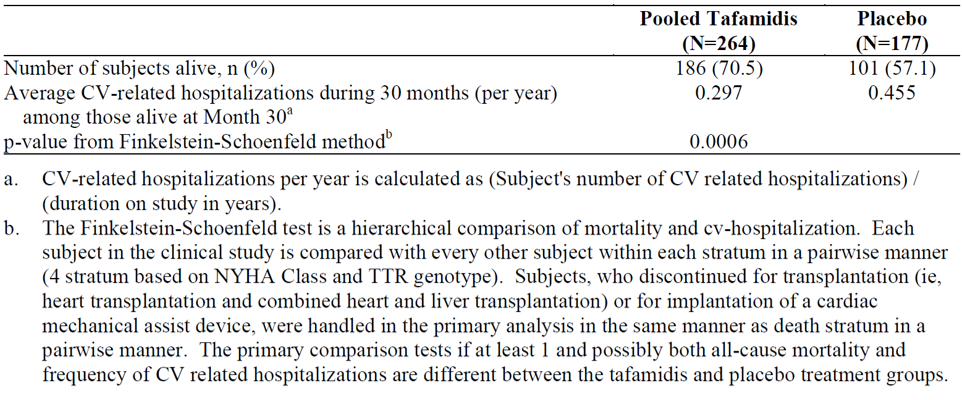 Pooled Tafamidis Placebo
(N=264) (N=177)
Number of subjects alive, n (%) 186 (70.5) 101 (57.1)
Average CV-related hospitalizations during 30 months (per year) 0.297 0.455
among those alive at Month 30a
p-value from Finkelstein-Schoenfeld methodb 0.0006
a. CV-related hospitalizations per year is calculated as (Subject's number of CV related hospitalizations) /
(duration on study in years).
b. The Finkelstein-Schoenfeld test is a hierarchical comparison of mortality and cv-hospitalization. Each
subject in the clinical study is compared with every other subject within each stratum in a pairwise manner
(4 stratum based on NYHA Class and TTR genotype). Subjects, who discontinued for transplantation (ie,
heart transplantation and combined heart and liver transplantation) or for implantation of a cardiac
mechanical assist device, were handled in the primary analysis in the same manner as death stratum in a
pairwise manner. The primary comparison tests if at least 1 and possibly both all-cause mortality and
frequency of CV related hospitalizations are different between the tafamidis and placebo treatment groups.